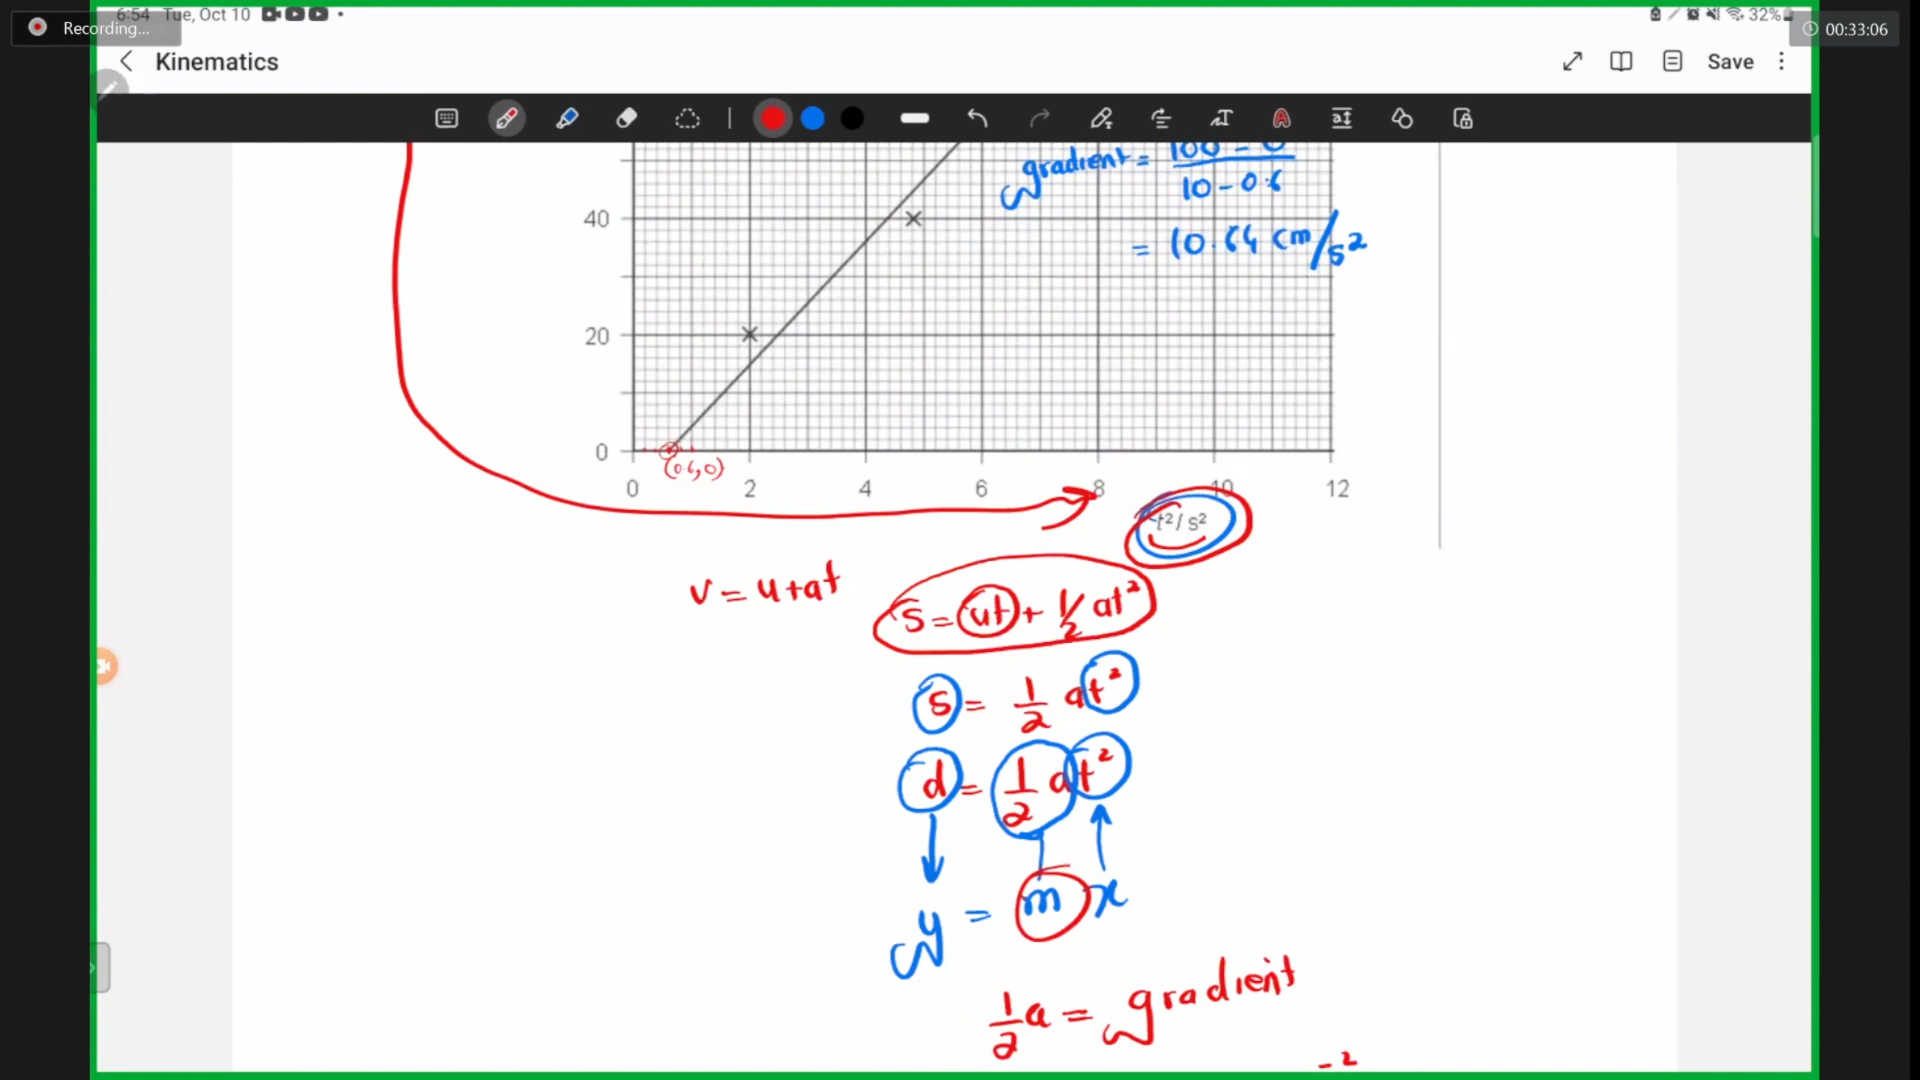 6:54 Tue, Oct 10
32%
Recording...
00:33:06
Kinematics
Save
gradient = 100 - 0
10 - 0.6
= 10.64 cm/s²
40
20
0
(0.6,0)
0 2 4 6 8 10 12
t²/ s²
v = u+at
s = ut + 1/2 at²
s = 1/2 at²
d = 1/2 at²
y = m x
1/2 a = gradient
-2